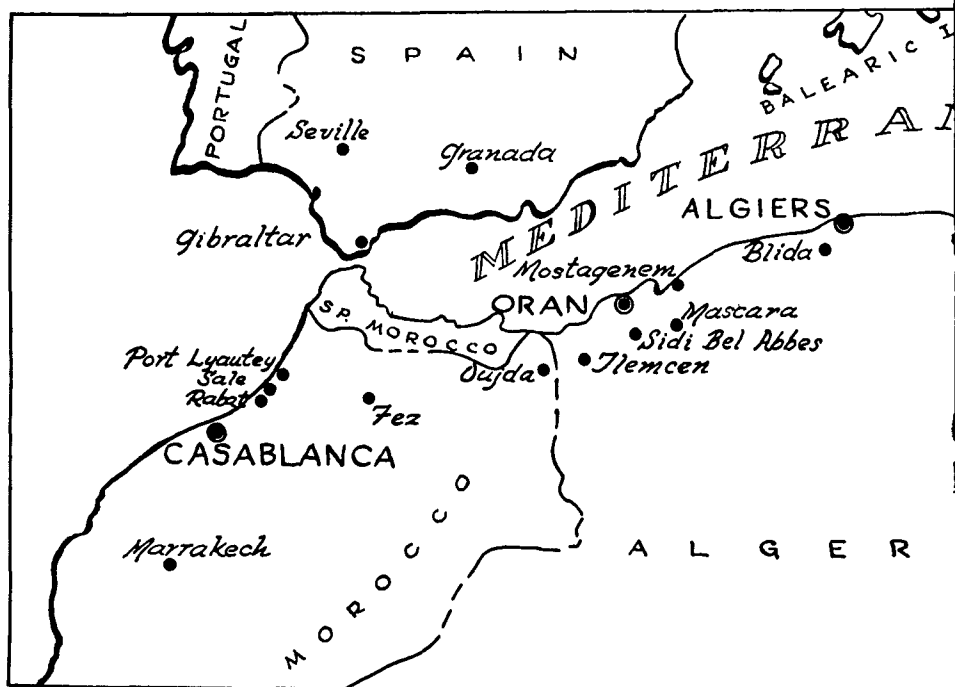 PORTUGAL
SPAIN
BALEARIC I
Seville
Granada
MEDITERRA
ALGIERS
Gibraltar
Blida
Mostagenem
ORAN
SP. MOROCCO
Mascara
Sidi Bel Abbes
Port Lyautey
Oujda
Tlemcen
Sale
Rabat
Fez
CASABLANCA
Marrakech
ALGER
MOROCCO